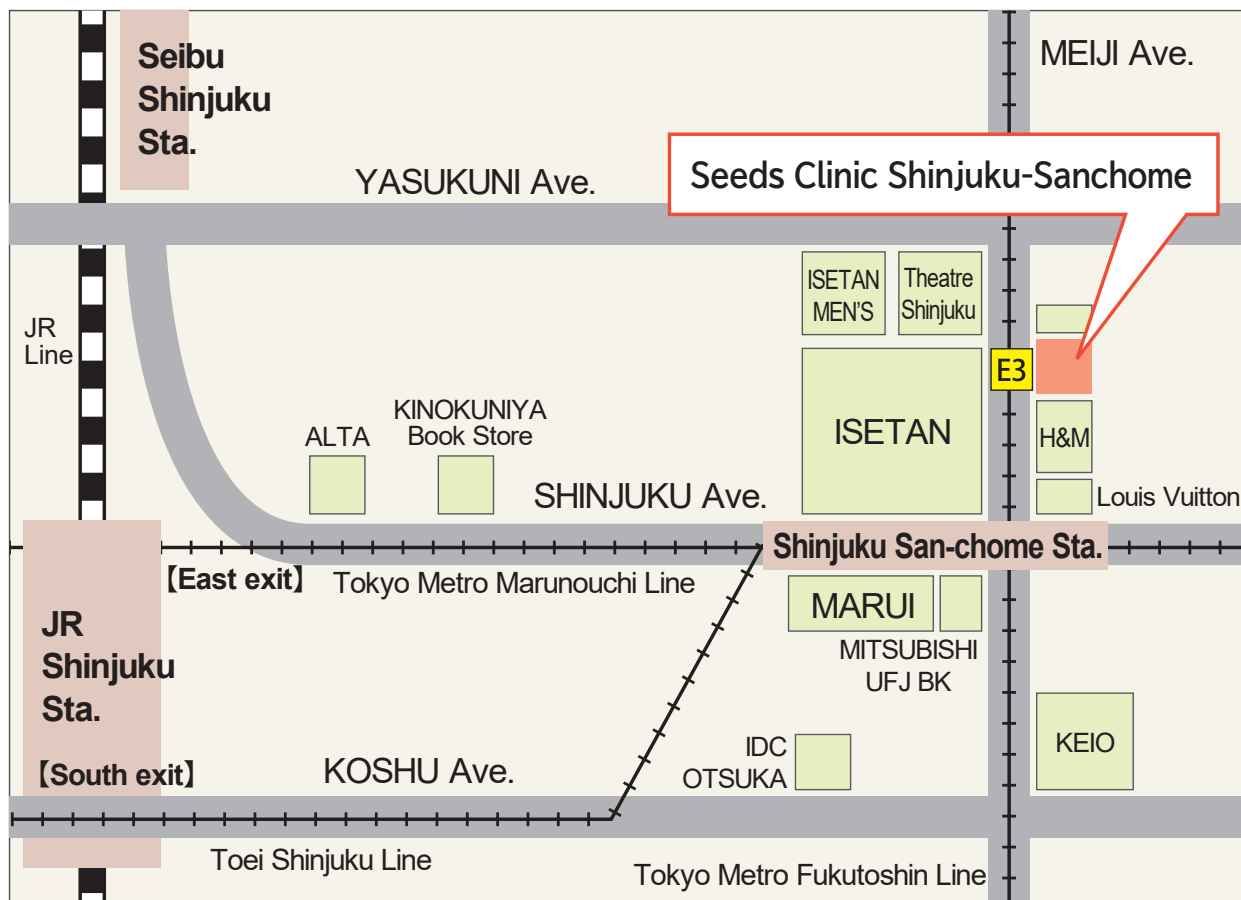 Seibu
Shinjuku
Sta.
MEIJI Ave.
Seeds Clinic Shinjuku-Sanchome
YASUKUNI Ave.
ISETAN
MEN'S
Theatre
Shinjuku
JR
Line
E3
ISETAN
H&M
KINOKUNIYA
Book Store
ALTA
SHINJUKU Ave.
Louis Vuitton
Shinjuku San-chome Sta.
【East exit】
Tokyo Metro Marunouchi Line
MARUI
MITSUBISHI
UFJ BK
JR
Shinjuku
Sta.
【South exit】
KOSHU Ave.
IDC
OTSUKA
KEIO
Toei Shinjuku Line
Tokyo Metro Fukutoshin Line